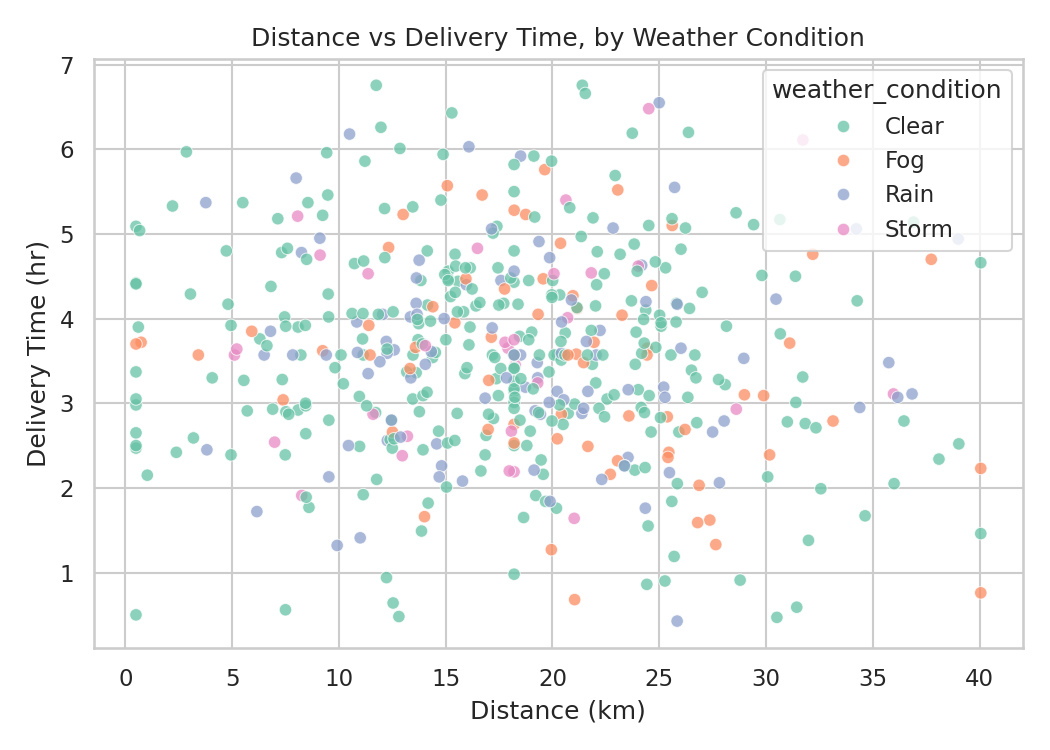 Distance vs Delivery Time, by Weather Condition
7
6
5
4
3
2
1
Delivery Time (hr)
weather_condition
Clear
Fog
Rain
Storm
0 5 10 15 20 25 30 35 40
Distance (km)